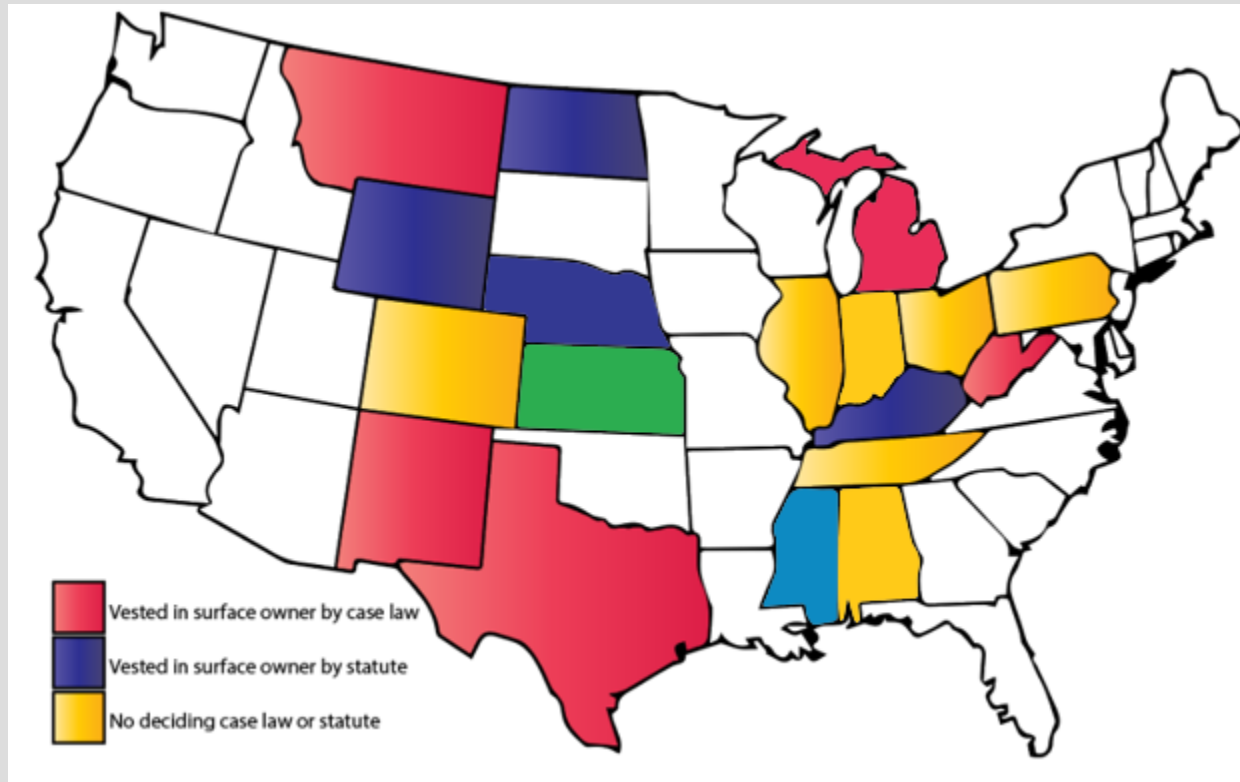 Vested in surface owner by case law
Vested in surface owner by statute
No deciding case law or statute